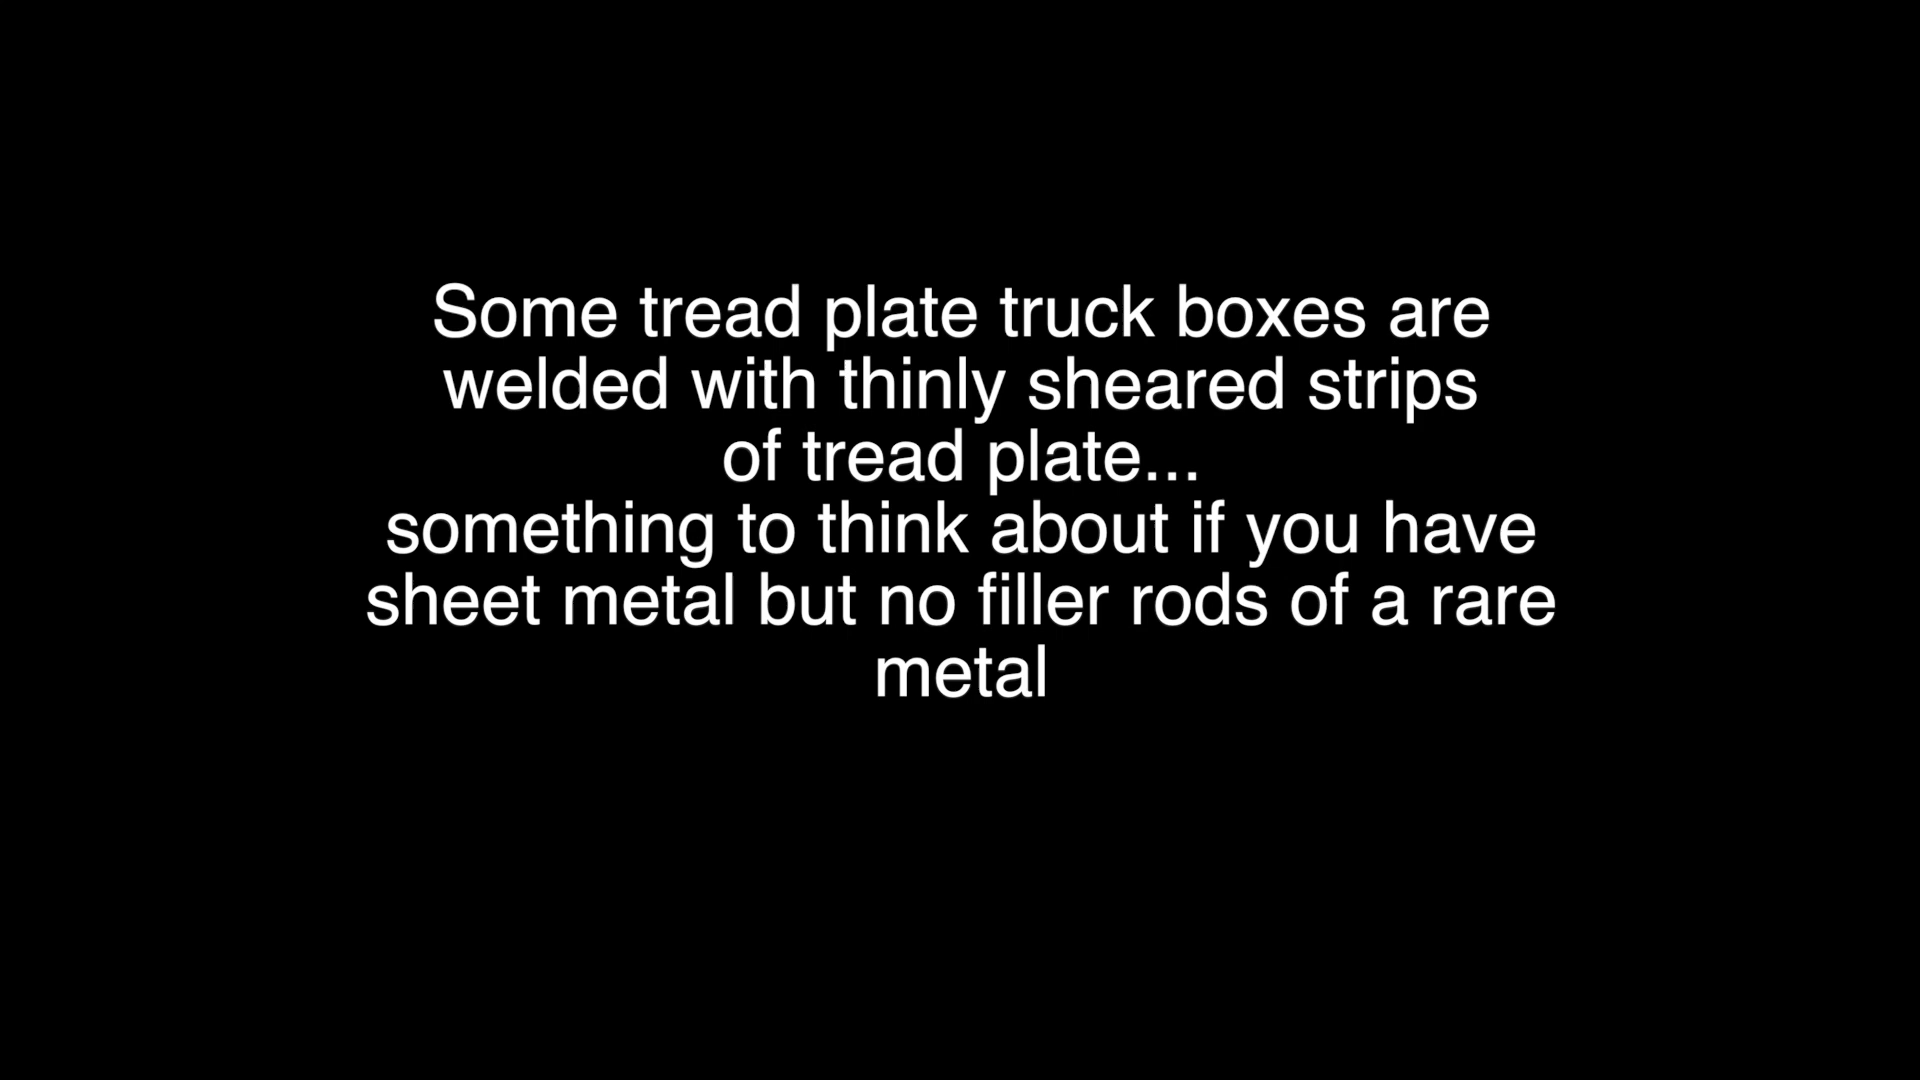 Some tread plate truck boxes are
welded with thinly sheared strips
of tread plate...
something to think about if you have
sheet metal but no filler rods of a rare
metal